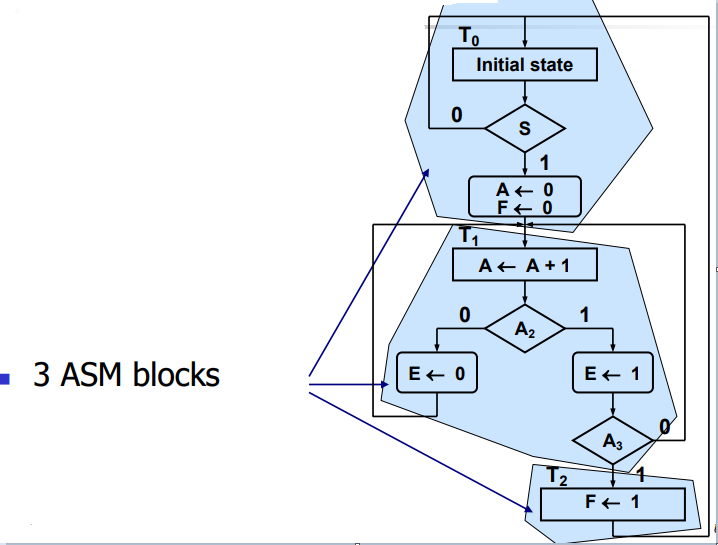 T0
Initial state
0
S
1
A ← 0
F ← 0
T1
A ← A + 1
0
1
A2
3 ASM blocks
E ← 0
E ← 1
0
A3
T2
1
F ← 1